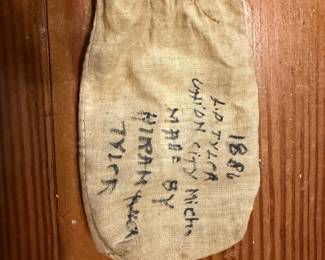 1886
L.D TYLER
UNION CITY Mich
MADE BY
HIRAM
TYLER